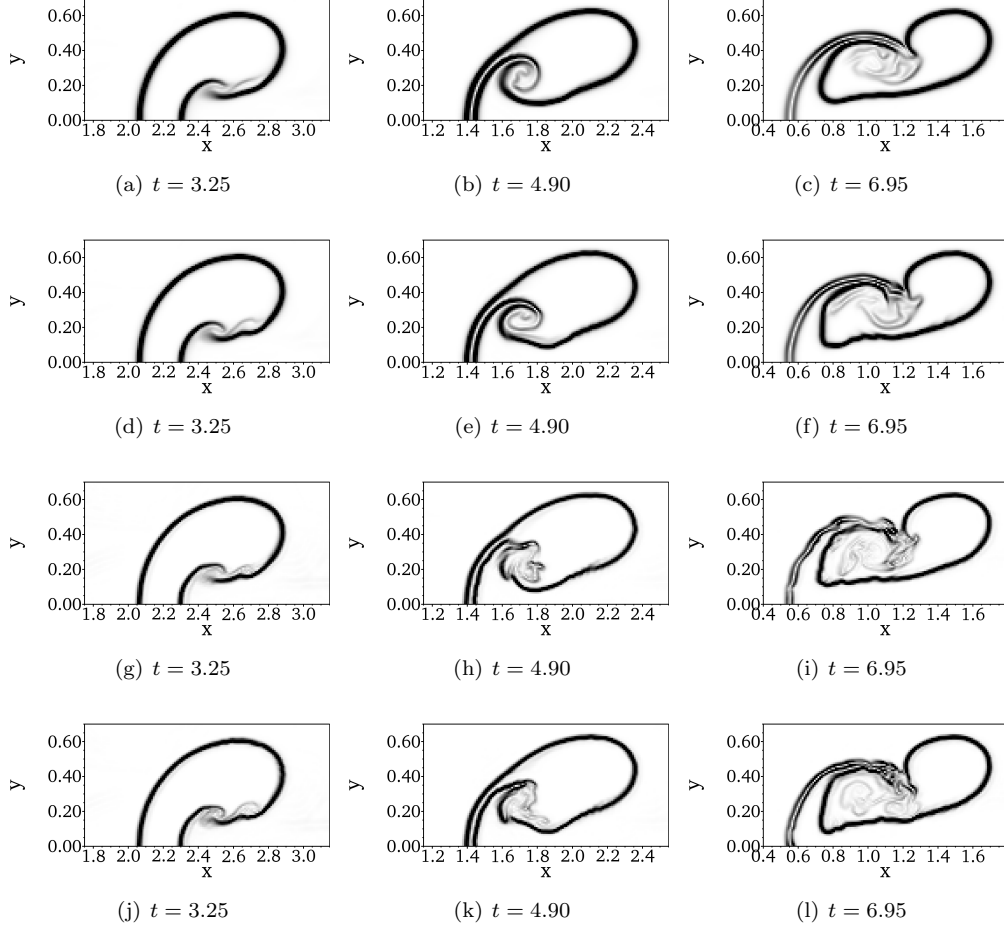 y
0.60
0.40
0.20
0.00
1.8 2.0 2.2 2.4 2.6 2.8 3.0
x
(a) t = 3.25
y
0.60
0.40
0.20
0.00
1.2 1.4 1.6 1.8 2.0 2.2 2.4
x
(b) t = 4.90
y
0.60
0.40
0.20
0.00
0.4 0.6 0.8 1.0 1.2 1.4 1.6
x
(c) t = 6.95
y
0.60
0.40
0.20
0.00
1.8 2.0 2.2 2.4 2.6 2.8 3.0
x
(d) t = 3.25
y
0.60
0.40
0.20
0.00
1.2 1.4 1.6 1.8 2.0 2.2 2.4
x
(e) t = 4.90
y
0.60
0.40
0.20
0.00
0.4 0.6 0.8 1.0 1.2 1.4 1.6
x
(f) t = 6.95
y
0.60
0.40
0.20
0.00
1.8 2.0 2.2 2.4 2.6 2.8 3.0
x
(g) t = 3.25
y
0.60
0.40
0.20
0.00
1.2 1.4 1.6 1.8 2.0 2.2 2.4
x
(h) t = 4.90
y
0.60
0.40
0.20
0.00
0.4 0.6 0.8 1.0 1.2 1.4 1.6
x
(i) t = 6.95
y
0.60
0.40
0.20
0.00
1.8 2.0 2.2 2.4 2.6 2.8 3.0
x
(j) t = 3.25
y
0.60
0.40
0.20
0.00
1.2 1.4 1.6 1.8 2.0 2.2 2.4
x
(k) t = 4.90
y
0.60
0.40
0.20
0.00
0.4 0.6 0.8 1.0 1.2 1.4 1.6
x
(l) t = 6.95